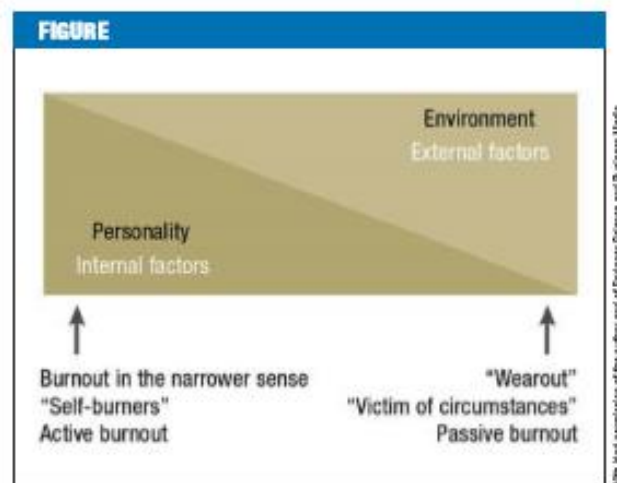 FIGURE
Environment
External factors
Personality
Internal factors
Burnout in the narrower sense
"Self-burners"
Active burnout
"Wearout"
"Victim of circumstances"
Passive burnout